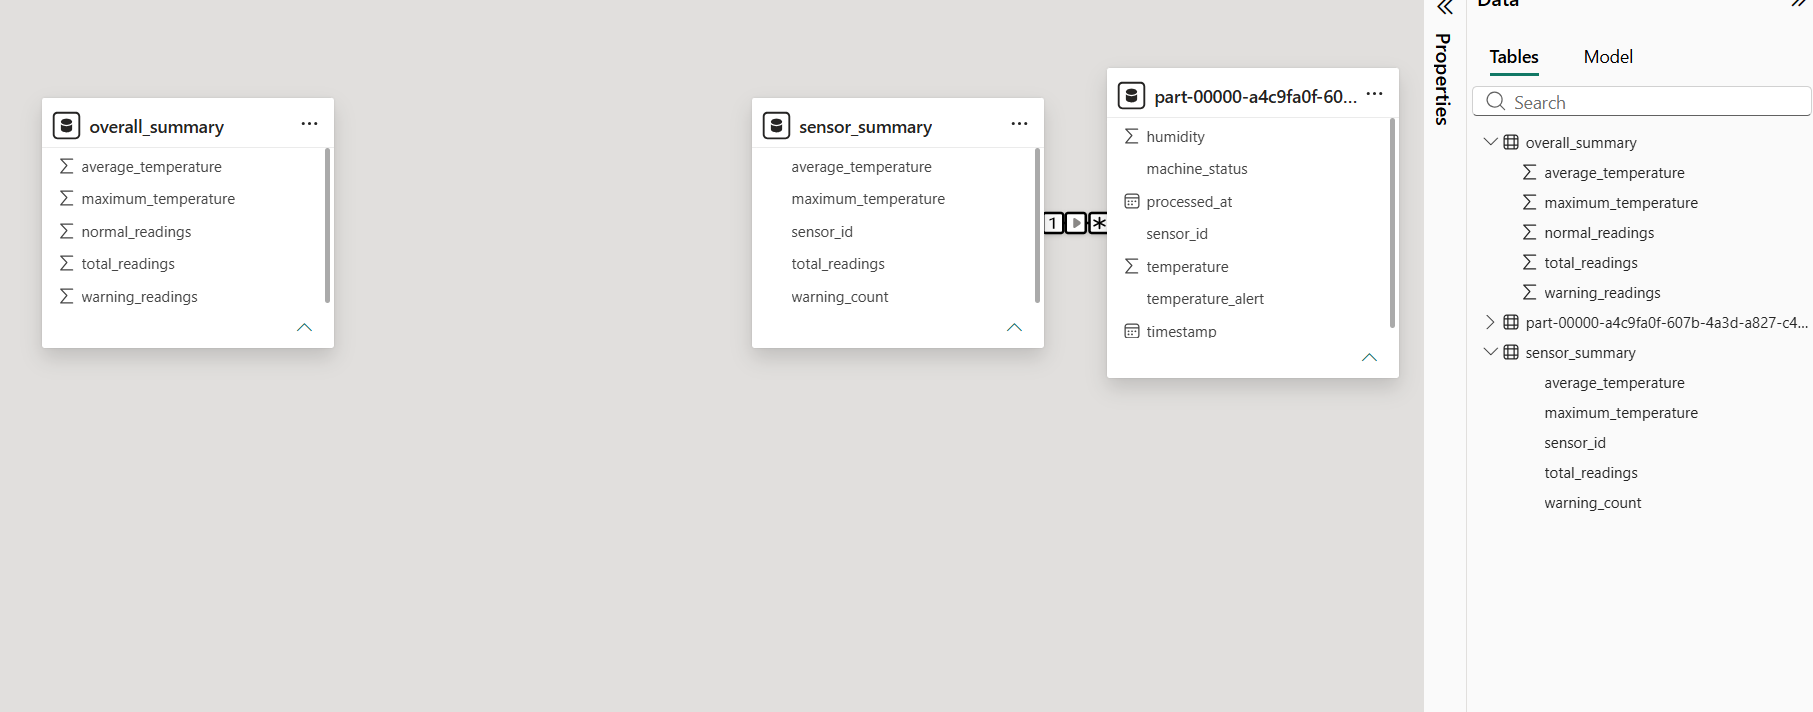 overall_summary
average_temperature
maximum_temperature
normal_readings
total_readings
warning_readings
sensor_summary
average_temperature
maximum_temperature
sensor_id
total_readings
warning_count
1
*
part-00000-a4c9fa0f-60...
humidity
machine_status
processed_at
sensor_id
temperature
temperature_alert
timestamp
Properties
Data
Tables Model
Search
overall_summary
average_temperature
maximum_temperature
normal_readings
total_readings
warning_readings
part-00000-a4c9fa0f-607b-4a3d-a827-c4...
sensor_summary
average_temperature
maximum_temperature
sensor_id
total_readings
warning_count